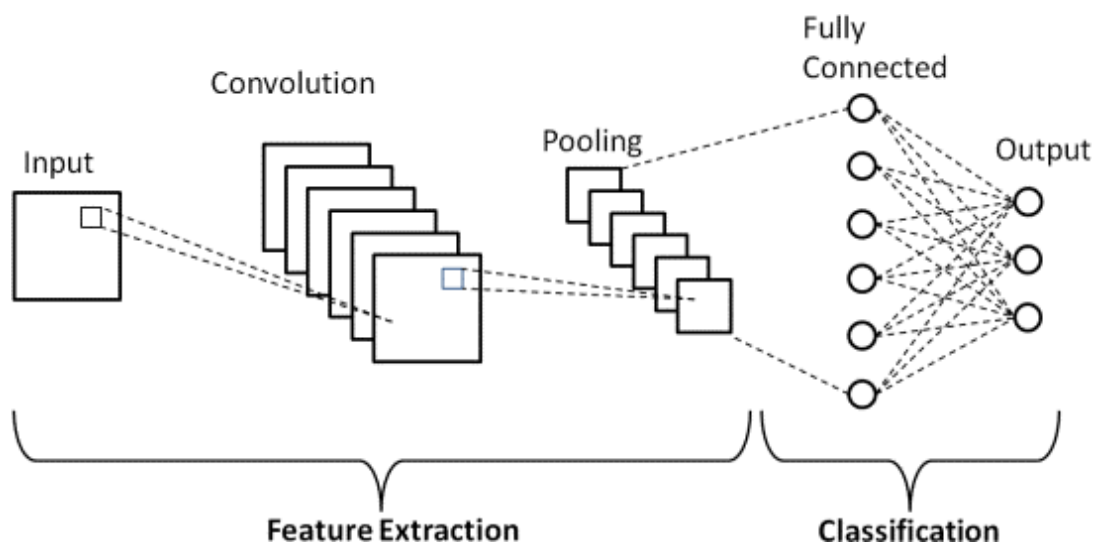 Input
Convolution
Pooling
Fully
Connected
Output
Feature Extraction
Classification